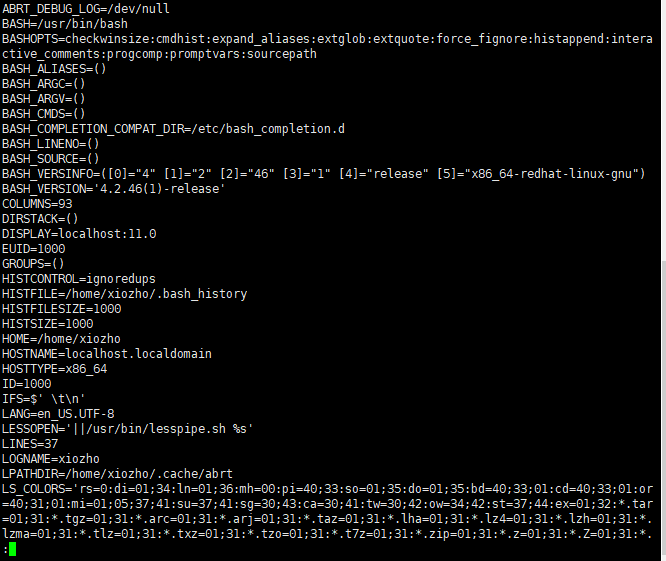 ABRT_DEBUG_LOG=/dev/null
BASH=/usr/bin/bash
BASHOPTS=checkwinsize:cmdhist:expand_aliases:extglob:extquote:force_fignore:histappend:intera
ctive_comments:progcomp:promptvars:sourcepath
BASH_ALIASES=()
BASH_ARGC=()
BASH_ARGV=()
BASH_CMDS=()
BASH_COMPLETION_COMPAT_DIR=/etc/bash_completion.d
BASH_LINENO=()
BASH_SOURCE=()
BASH_VERSINFO=([0]="4" [1]="2" [2]="46" [3]="1" [4]="release" [5]="x86_64-redhat-linux-gnu")
BASH_VERSION='4.2.46(1)-release'
COLUMNS=93
DIRSTACK=()
DISPLAY=localhost:11.0
EUID=1000
GROUPS=()
HISTCONTROL=ignoredups
HISTFILE=/home/xiozho/.bash_history
HISTFILESIZE=1000
HISTSIZE=1000
HOME=/home/xiozho
HOSTNAME=localhost.localdomain
HOSTTYPE=x86_64
ID=1000
IFS=$' \t\n'
LANG=en_US.UTF-8
LESSOPEN='||/usr/bin/lesspipe.sh %s'
LINES=37
LOGNAME=xiozho
LPATHDIR=/home/xiozho/.cache/abrt
LS_COLORS='rs=0:di=01;34:ln=01;36:mh=00:pi=40;33:so=01;35:do=01;35:bd=40;33;01:cd=40;33;01:or
=40;31;01:mi=01;05;37;41:su=37;41:sg=30;43:ca=30;41:tw=30;42:ow=34;42:st=37;44:ex=01;32:*.tar
=01;31:*.tgz=01;31:*.arc=01;31:*.arj=01;31:*.taz=01;31:*.lha=01;31:*.lz4=01;31:*.lzh=01;31:*.
lzma=01;31:*.tlz=01;31:*.txz=01;31:*.tzo=01;31:*.t7z=01;31:*.zip=01;31:*.z=01;31:*.Z=01;31:*.
: